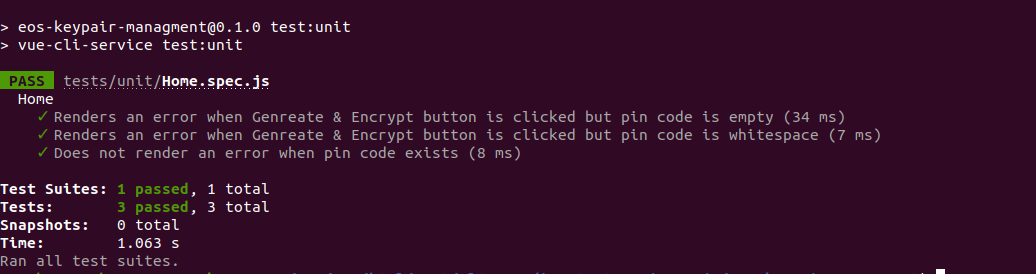 > eos-keypair-managment@0.1.0 test:unit
> vue-cli-service test:unit
PASS tests/unit/Home.spec.js
Home
✓ Renders an error when Genreate & Encrypt button is clicked but pin code is empty (34 ms)
✓ Renders an error when Genreate & Encrypt button is clicked but pin code is whitespace (7 ms)
✓ Does not render an error when pin code exists (8 ms)
Test Suites: 1 passed, 1 total
Tests: 3 passed, 3 total
Snapshots: 0 total
Time: 1.063 s
Ran all test suites.